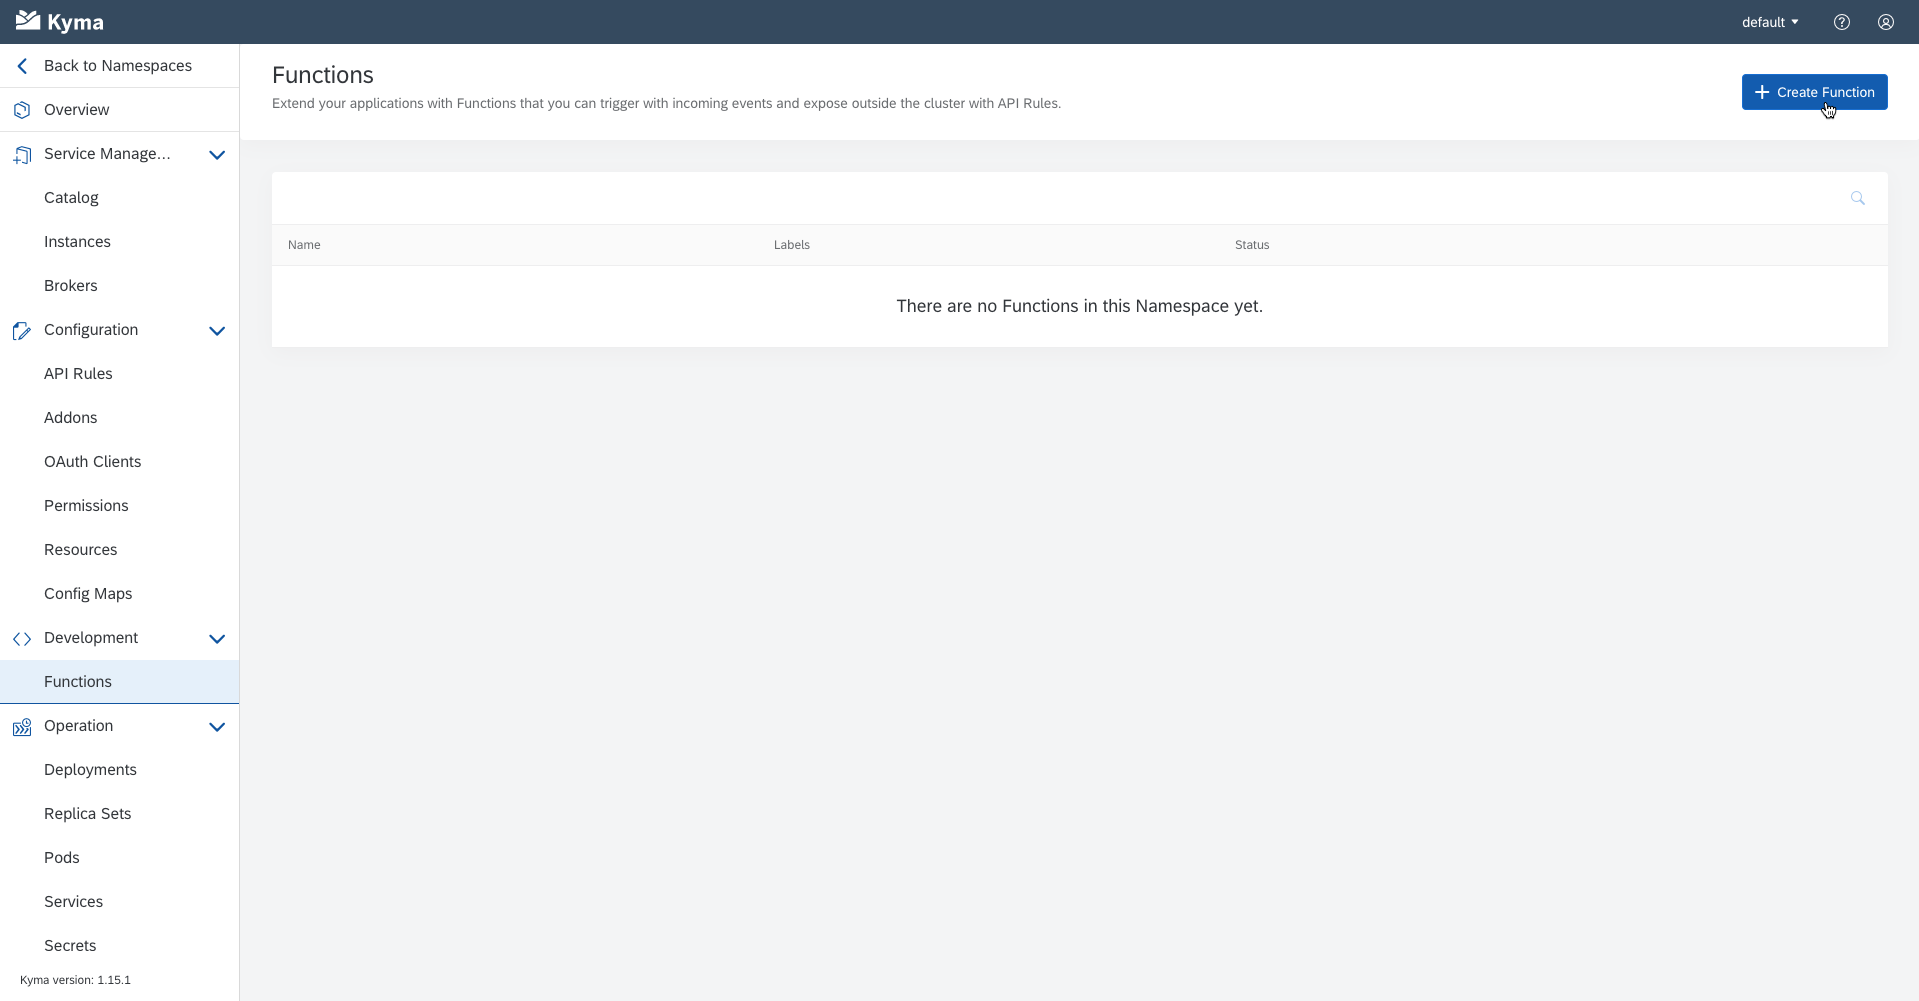 Kyma
default
Back to Namespaces
Overview
Service Manage...
Catalog
Instances
Brokers
Configuration
API Rules
Addons
OAuth Clients
Permissions
Resources
Config Maps
Development
Functions
Operation
Deployments
Replica Sets
Pods
Services
Secrets
Kyma version: 1.15.1
Functions
Extend your applications with Functions that you can trigger with incoming events and expose outside the cluster with API Rules.
Create Function
Name Labels Status
There are no Functions in this Namespace yet.